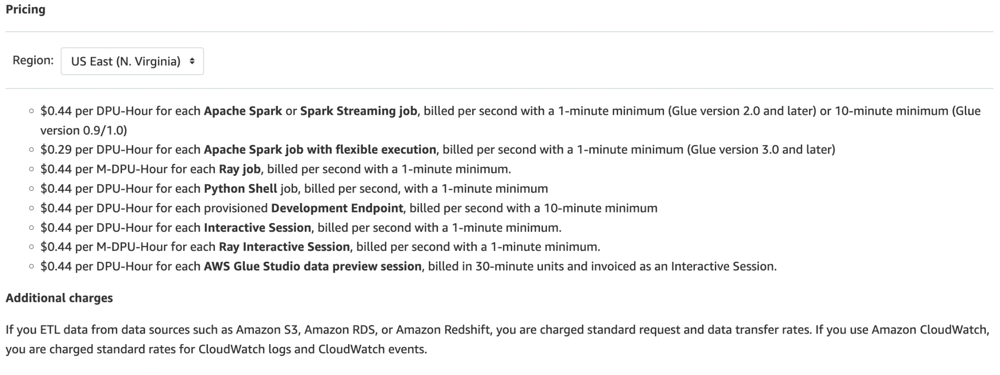 Pricing
Region: US East (N. Virginia)
$0.44 per DPU-Hour for each Apache Spark or Spark Streaming job, billed per second with a 1-minute minimum (Glue version 2.0 and later) or 10-minute minimum (Glue
version 0.9/1.0)
$0.29 per DPU-Hour for each Apache Spark job with flexible execution, billed per second with a 1-minute minimum (Glue version 3.0 and later)
$0.44 per M-DPU-Hour for each Ray job, billed per second with a 1-minute minimum.
$0.44 per DPU-Hour for each Python Shell job, billed per second, with a 1-minute minimum
$0.44 per DPU-Hour for each provisioned Development Endpoint, billed per second with a 10-minute minimum
$0.44 per DPU-Hour for each Interactive Session, billed per second with a 1-minute minimum.
$0.44 per M-DPU-Hour for each Ray Interactive Session, billed per second with a 1-minute minimum.
$0.44 per DPU-Hour for each AWS Glue Studio data preview session, billed in 30-minute units and invoiced as an Interactive Session.
Additional charges
If you ETL data from data sources such as Amazon S3, Amazon RDS, or Amazon Redshift, you are charged standard request and data transfer rates. If you use Amazon CloudWatch,
you are charged standard rates for CloudWatch logs and CloudWatch events.